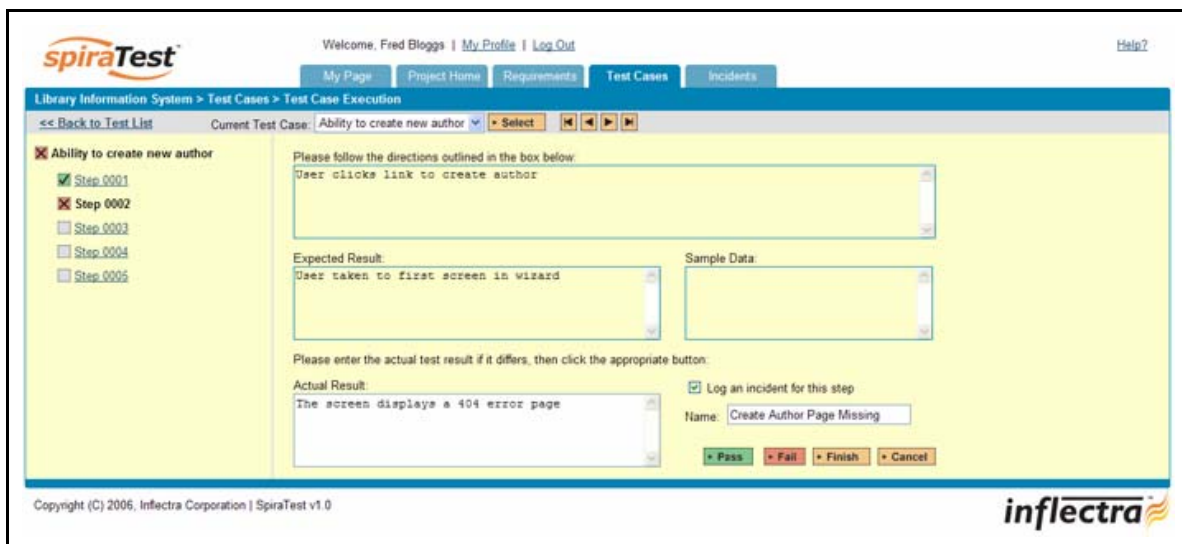 spiraTest
Welcome, Fred Bloggs | My Profile | Log Out
Help?
My Page
Project Home
Requirements
Test Cases
Incidents
Library Information System > Test Cases > Test Case Execution
<< Back to Test List
Current Test Case: Ability to create new author
Select
Ability to create new author
Step 0001
Step 0002
Step 0003
Step 0004
Step 0005
Please follow the directions outlined in the box below:
User clicks link to create author
Expected Result:
User taken to first screen in wizard
Sample Data:
Please enter the actual test result if it differs, then click the appropriate button:
Actual Result:
The screen displays a 404 error page
Log an incident for this step
Name: Create Author Page Missing
Pass
Fail
Finish
Cancel
Copyright (C) 2006, Inflectra Corporation | SpiraTest v1.0
inflectra